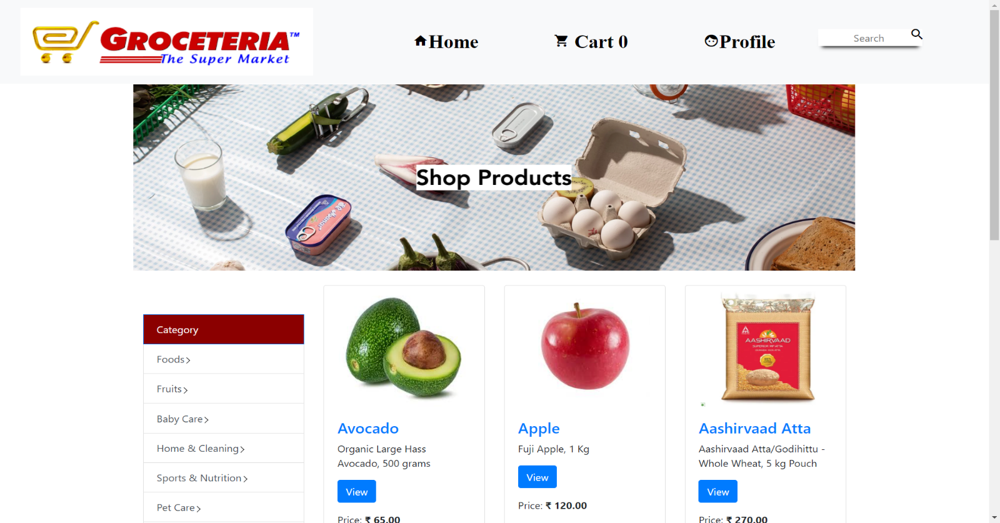 GROCETERIA™
The Super Market
Home
Cart 0
Profile
Search
Shop Products
Category
Foods
Fruits
Baby Care
Home & Cleaning
Sports & Nutrition
Pet Care
Avocado
Organic Large Hass
Avocado, 500 grams
View
Price: ₹ 65.00
Apple
Fuji Apple, 1 Kg
View
Price: ₹ 120.00
AASHIRVAAD
Aashirvaad Atta
Aashirvaad Atta/Godihittu -
Whole Wheat, 5 kg Pouch
View
Price: ₹ 270.00